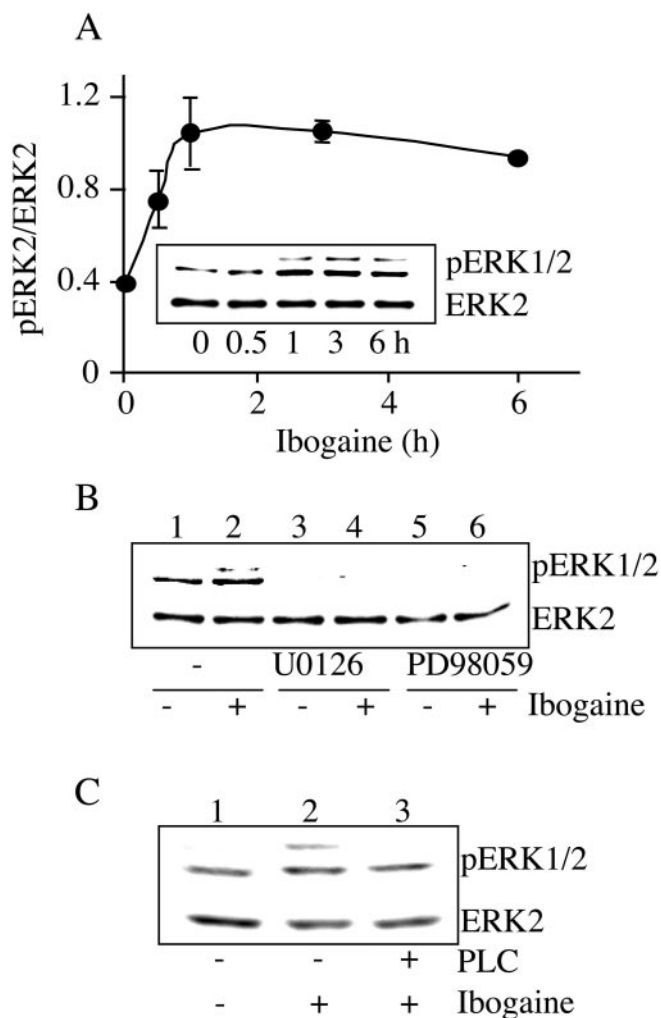 A
1.2
0.8
0.4
0
pERK2/ERK2
pERK1/2
ERK2
0 0.5 1 3 6 h
0 2 4 6
Ibogaine (h)
B
1 2 3 4 5 6
pERK1/2
ERK2
- U0126 PD98059
- + - + - + Ibogaine
C
1 2 3
pERK1/2
ERK2
- - + PLC
- + + Ibogaine